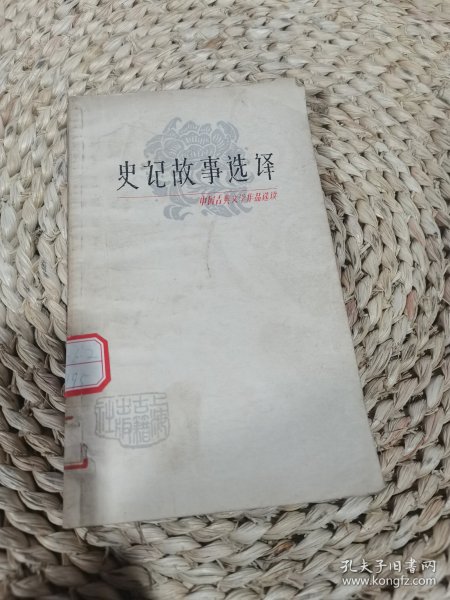 史记故事选译
中国古典文学作品选读
上海
古籍
出版
社
孔夫子旧书网
www.kongfz.com